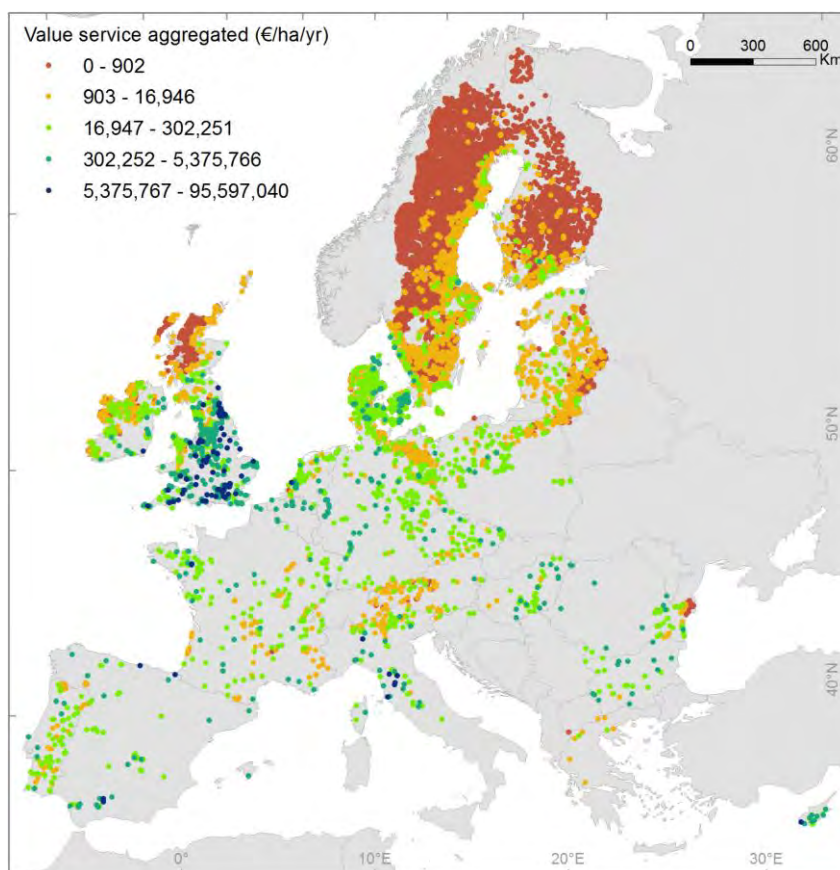 Value service aggregated (€/ha/yr)
0 - 902
903 - 16,946
16,947 - 302,251
302,252 - 5,375,766
5,375,767 - 95,597,040
0 300 600
Km
60°N
50°N
40°N
0° 10°E 20°E 30°E